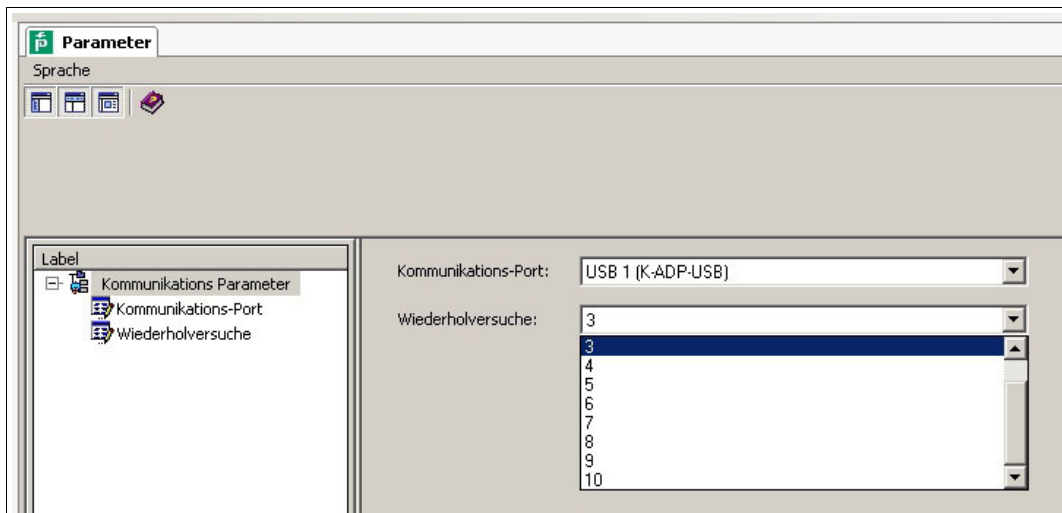 Parameter
Sprache
Label
Kommunikations Parameter
Kommunikations-Port
Wiederholversuche
Kommunikations-Port: USB 1 (K-ADP-USB)
Wiederholversuche: 3
3
4
5
6
7
8
9
10